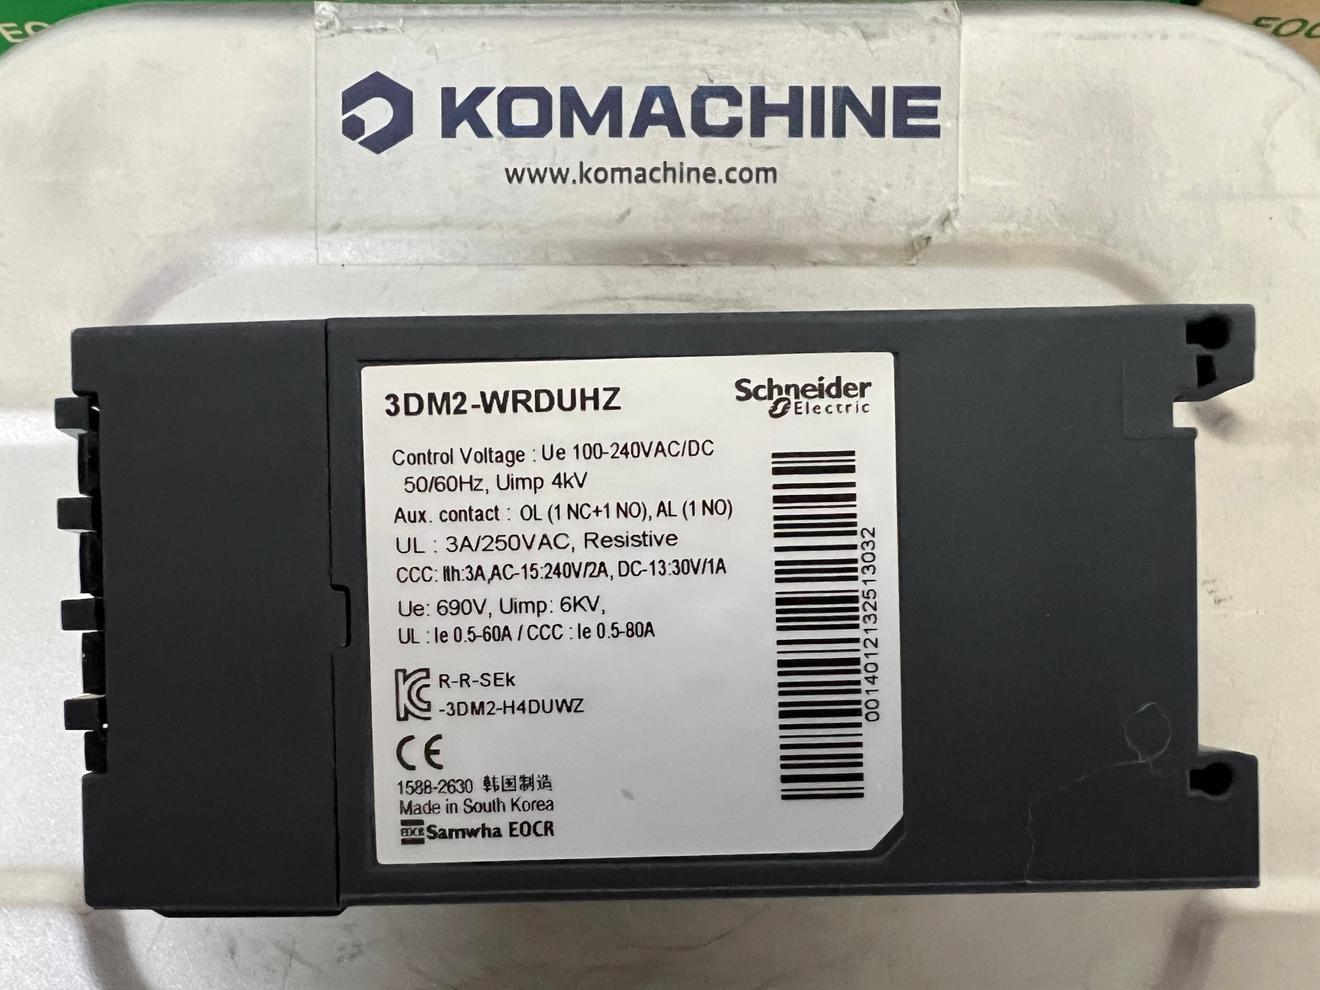 EOC
EOC
KOMACHINE
www.komachine.com
3DM2-WRDUHZ
Schneider
Electric
Control Voltage : Ue 100-240VAC/DC
50/60Hz, Uimp 4kV
Aux. contact : OL (1 NC+1 NO), AL (1 NO)
UL : 3A/250VAC, Resistive
CCC: Ith:3A,AC-15:240V/2A, DC-13:30V/1A
Ue: 690V, Uimp: 6KV,
UL : Ie 0.5-60A / CCC : Ie 0.5-80A
R-R-SEk
-3DM2-H4DUWZ
CE
1588-2630 韩国制造
Made in South Korea
EOCR Samwha EOCR
0014012132513032